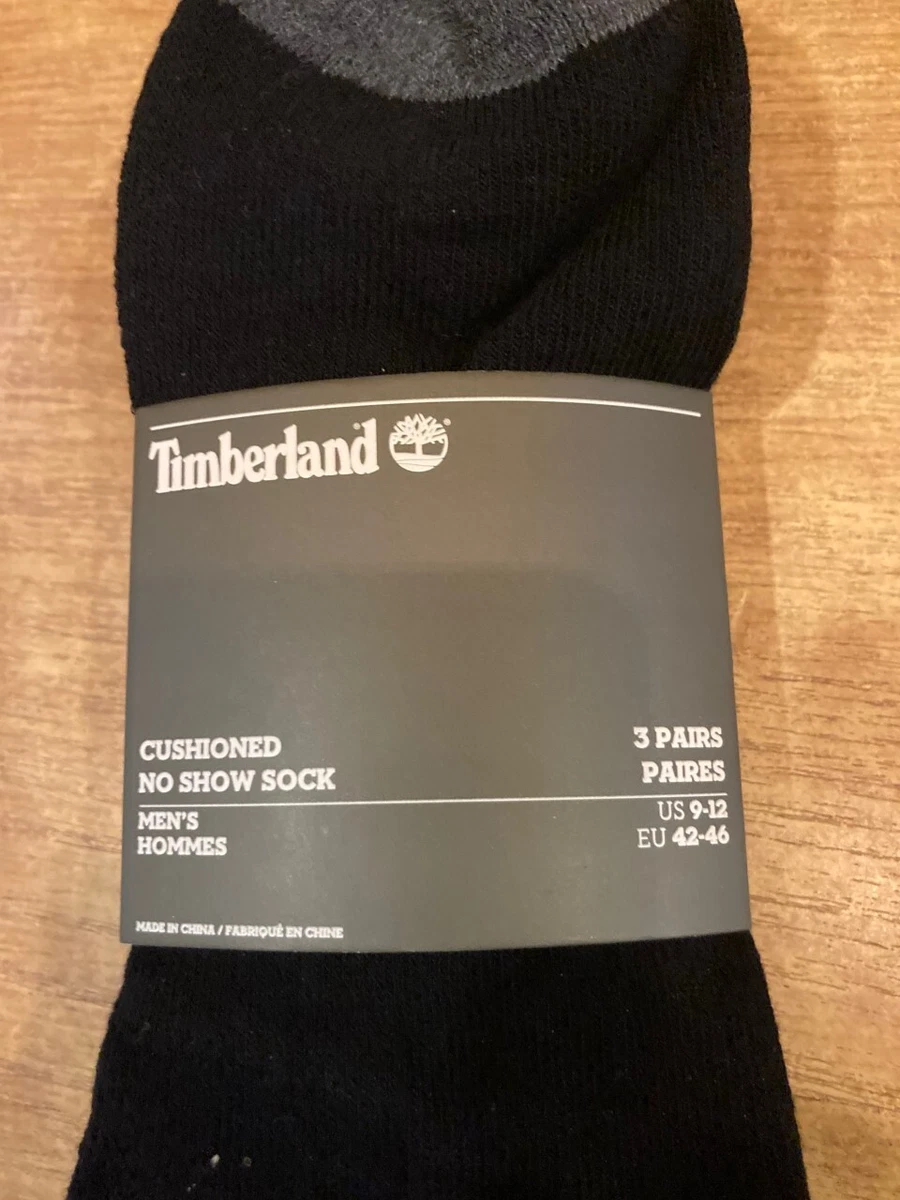 Timberland®
CUSHIONED
NO SHOW SOCK
3 PAIRS
PAIRES
MEN'S
HOMMES
US 9-12
EU 42-46
MADE IN CHINA / FABRIQUÉ EN CHINE